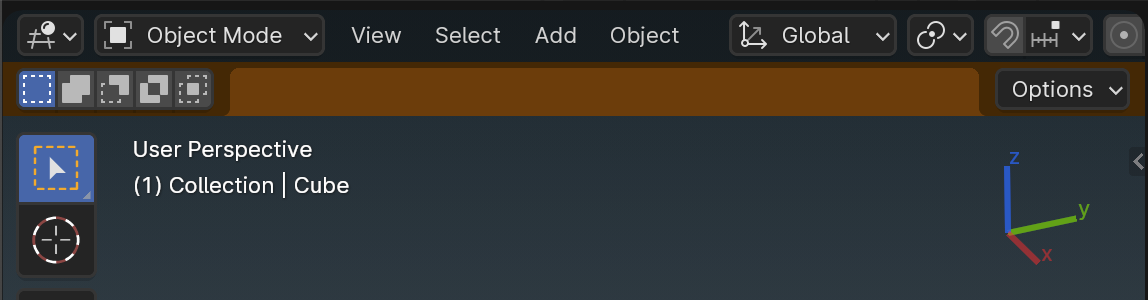 Object Mode View Select Add Object Global
Options
User Perspective
(1) Collection | Cube
z
y
x